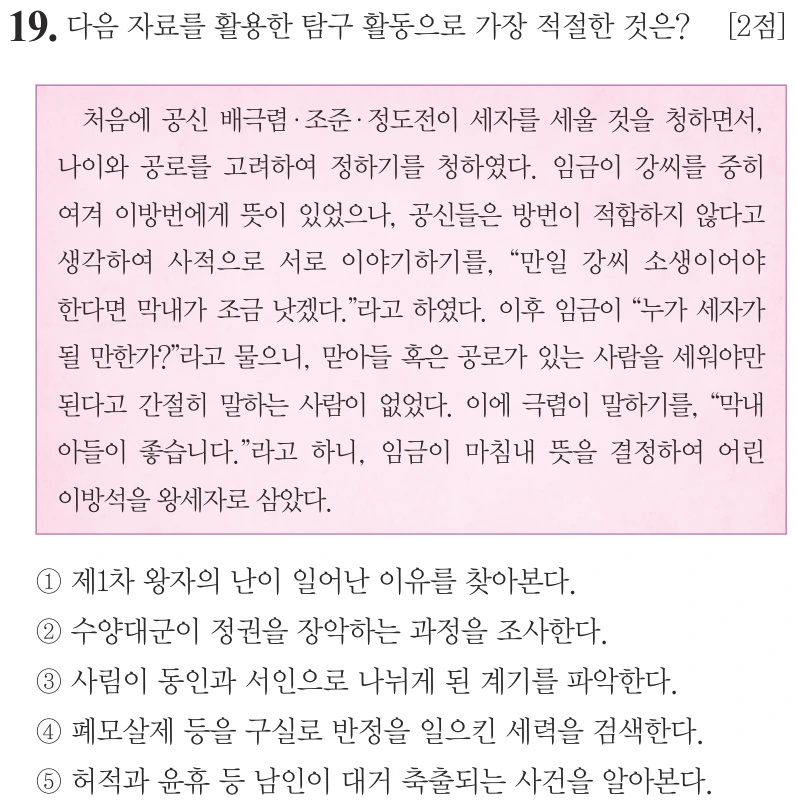 19. 다음 자료를 활용한 탐구 활동으로 가장 적절한 것은? [2점]
처음에 공신 배극렴·조준·정도전이 세자를 세울 것을 청하면서,
나이와 공로를 고려하여 정하기를 청하였다. 임금이 강씨를 중히
여겨 이방번에게 뜻이 있었으나, 공신들은 방번이 적합하지 않다고
생각하여 사적으로 서로 이야기하기를, “만일 강씨 소생이어야
한다면 막내가 조금 낫겠다.”라고 하였다. 이후 임금이 “누가 세자가
될 만한가?”라고 물으니, 맏아들 혹은 공로가 있는 사람을 세워야만
된다고 간절히 말하는 사람이 없었다. 이에 극렴이 말하기를, “막내
아들이 좋습니다.”라고 하니, 임금이 마침내 뜻을 결정하여 어린
이방석을 왕세자로 삼았다.
① 제1차 왕자의 난이 일어난 이유를 찾아본다.
② 수양대군이 정권을 장악하는 과정을 조사한다.
③ 사림이 동인과 서인으로 나뉘게 된 계기를 파악한다.
④ 폐모살제 등을 구실로 반정을 일으킨 세력을 검색한다.
⑤ 허적과 윤휴 등 남인이 대거 축출되는 사건을 알아본다.